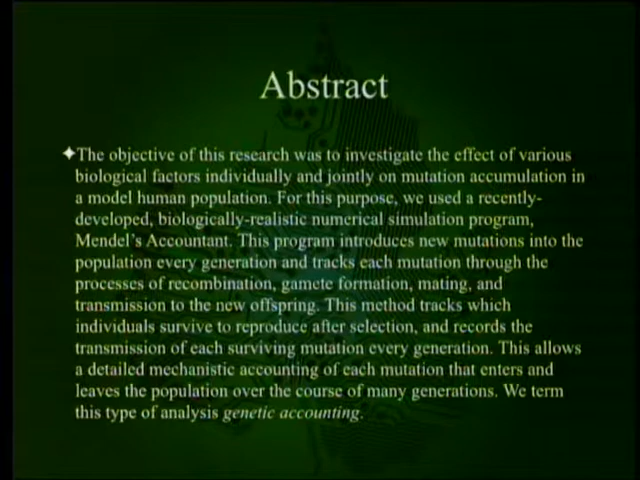 Abstract
✦The objective of this research was to investigate the effect of various
biological factors individually and jointly on mutation accumulation in
a model human population. For this purpose, we used a recently-
developed, biologically-realistic numerical simulation program,
Mendel's Accountant. This program introduces new mutations into the
population every generation and tracks each mutation through the
processes of recombination, gamete formation, mating, and
transmission to the new offspring. This method tracks which
individuals survive to reproduce after selection, and records the
transmission of each surviving mutation every generation. This allows
a detailed mechanistic accounting of each mutation that enters and
leaves the population over the course of many generations. We term
this type of analysis genetic accounting.